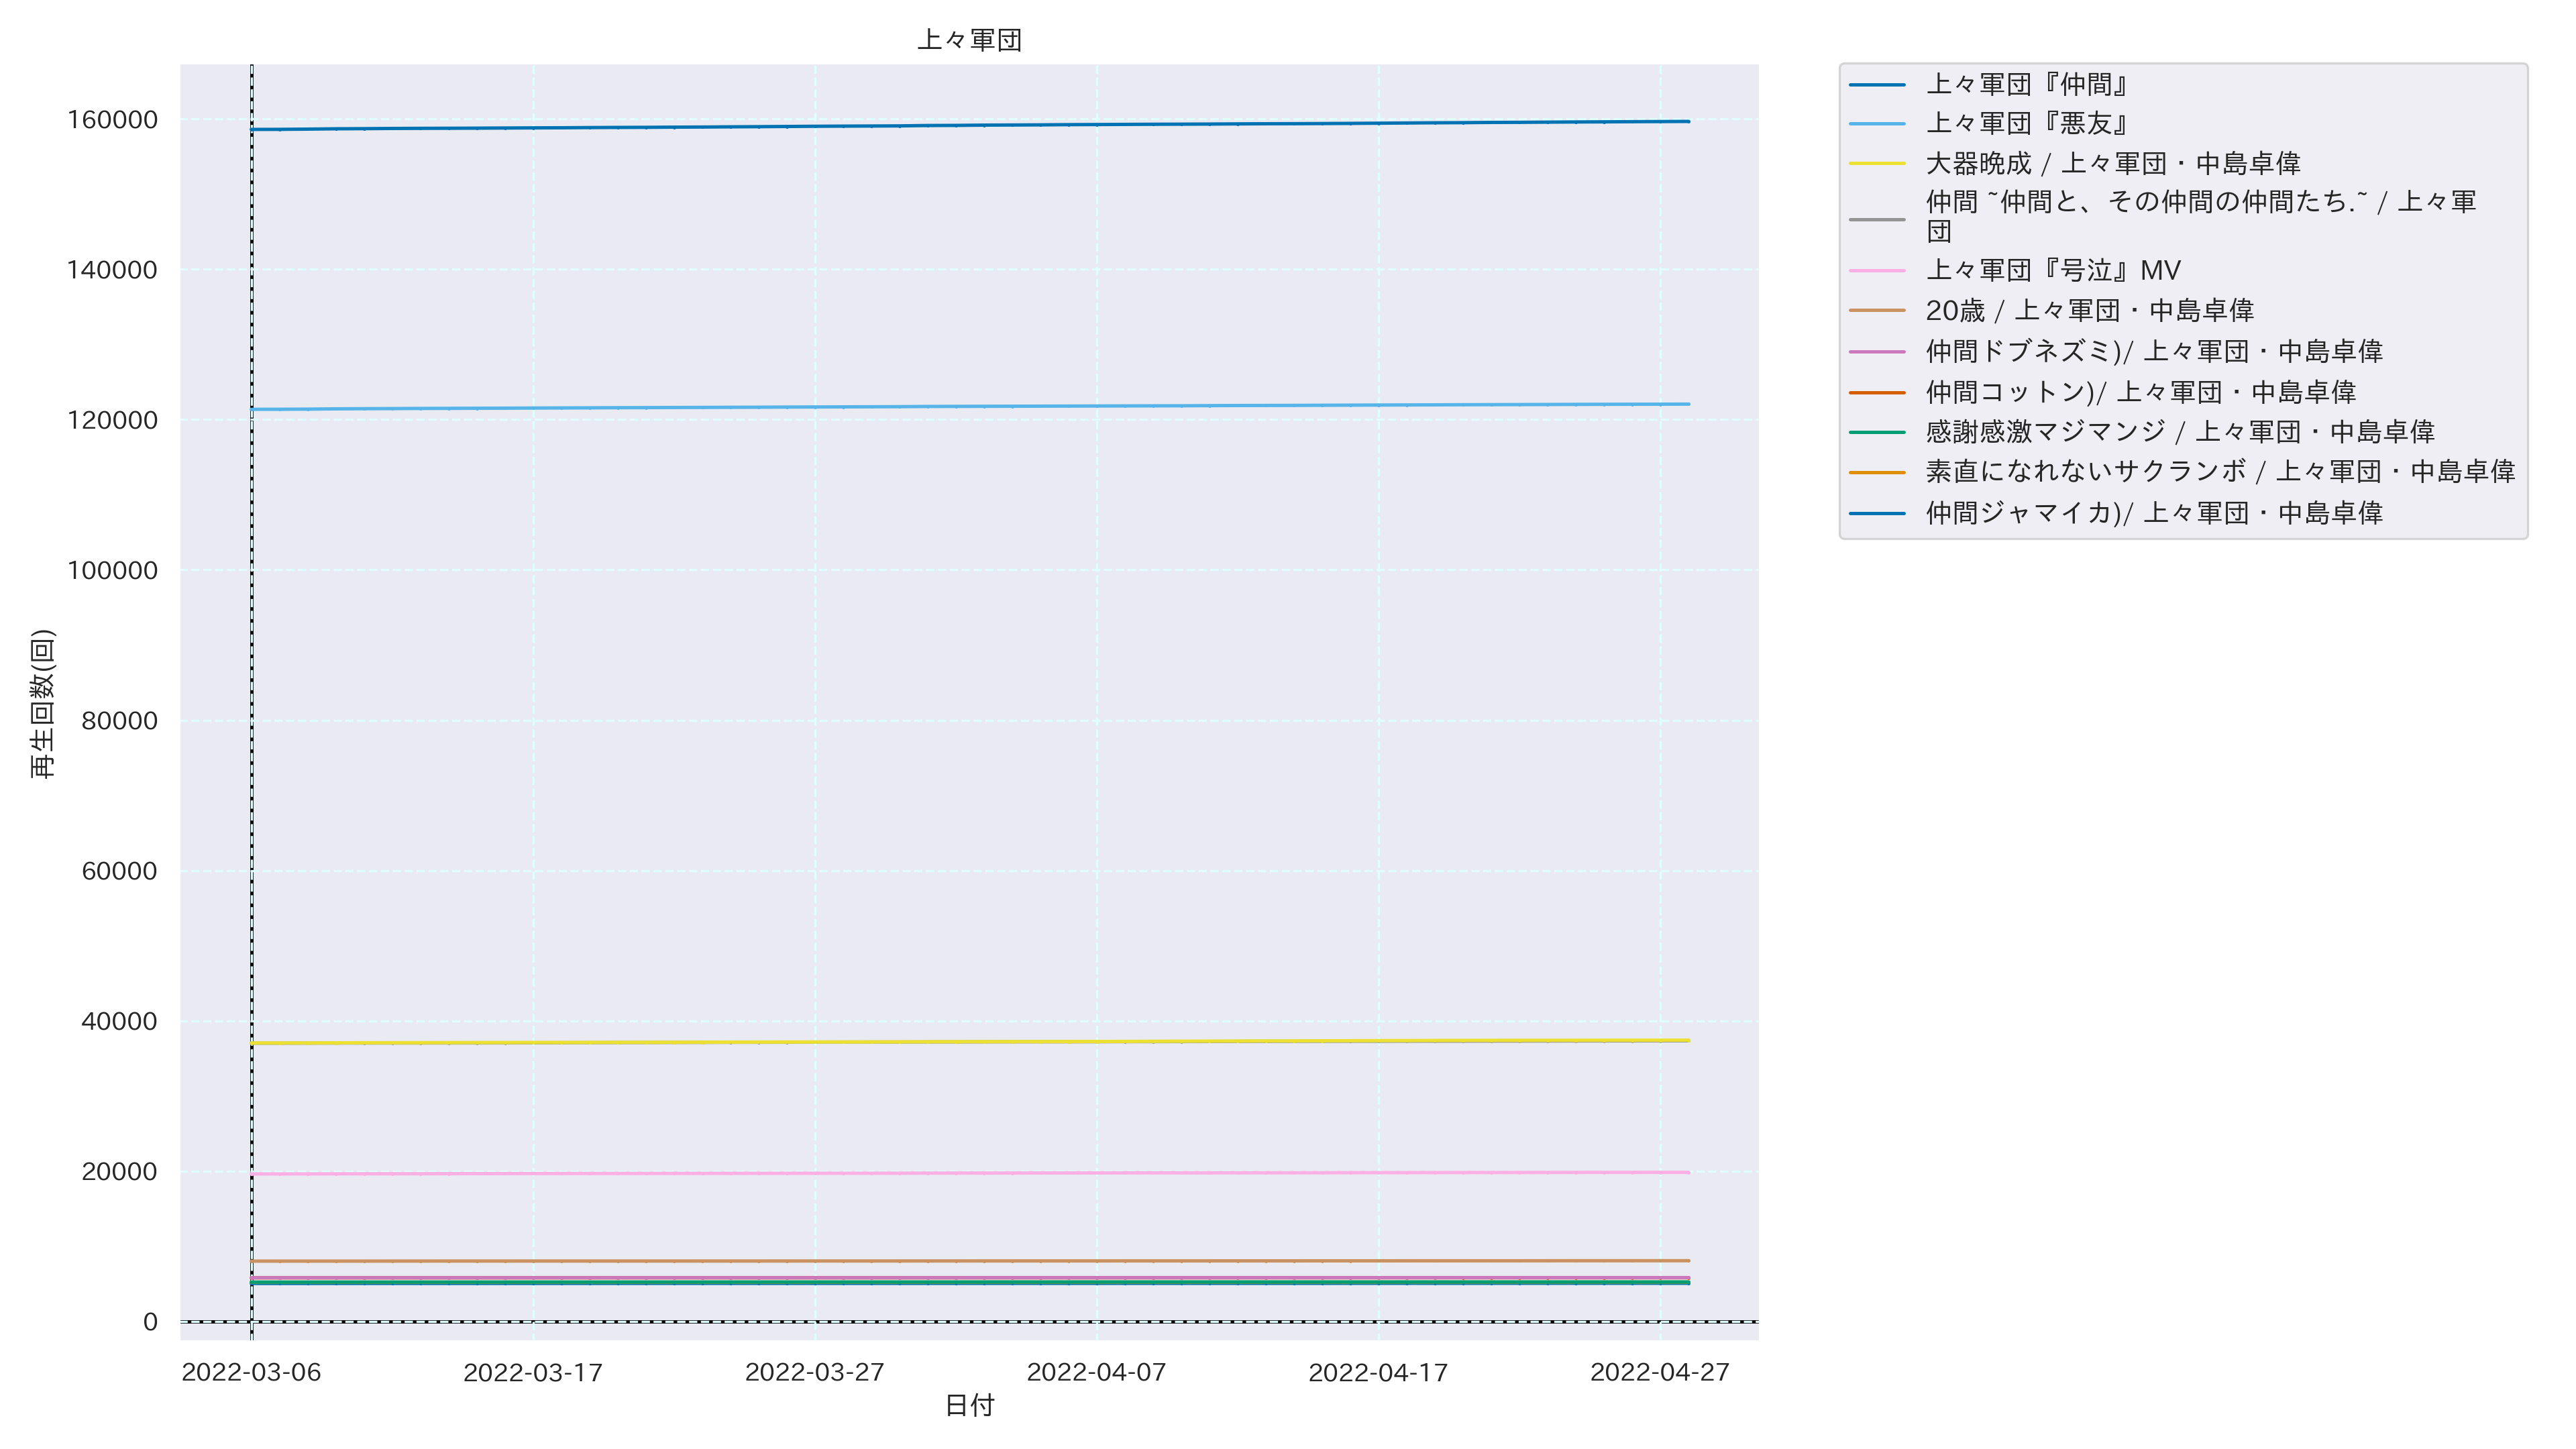 上々軍団
160000
140000
120000
100000
80000
60000
40000
20000
0
再生回数(回)
2022-03-06
2022-03-17
2022-03-27
2022-04-07
2022-04-17
2022-04-27
日付
上々軍団『仲間』
上々軍団『悪友』
大器晩成 / 上々軍団・中島卓偉
仲間 ~仲間と、その仲間の仲間たち.~ / 上々軍
団
上々軍団『号泣』MV
20歳 / 上々軍団・中島卓偉
仲間ドブネズミ)/ 上々軍団・中島卓偉
仲間コットン)/ 上々軍団・中島卓偉
感謝感激マジマンジ / 上々軍団・中島卓偉
素直になれないサクランボ / 上々軍団・中島卓偉
仲間ジャマイカ)/ 上々軍団・中島卓偉